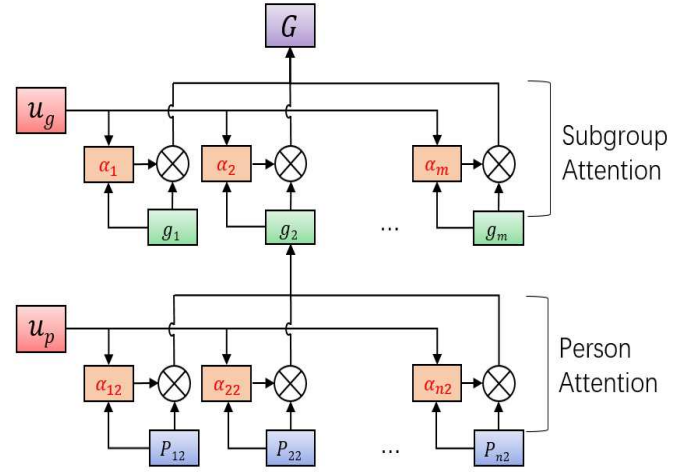 G
u_g
α_1 α_2 α_m
Subgroup
Attention
g_1 g_2 ... g_m
u_p
α_12 α_22 α_n2
Person
Attention
P_12 P_22 ... P_n2